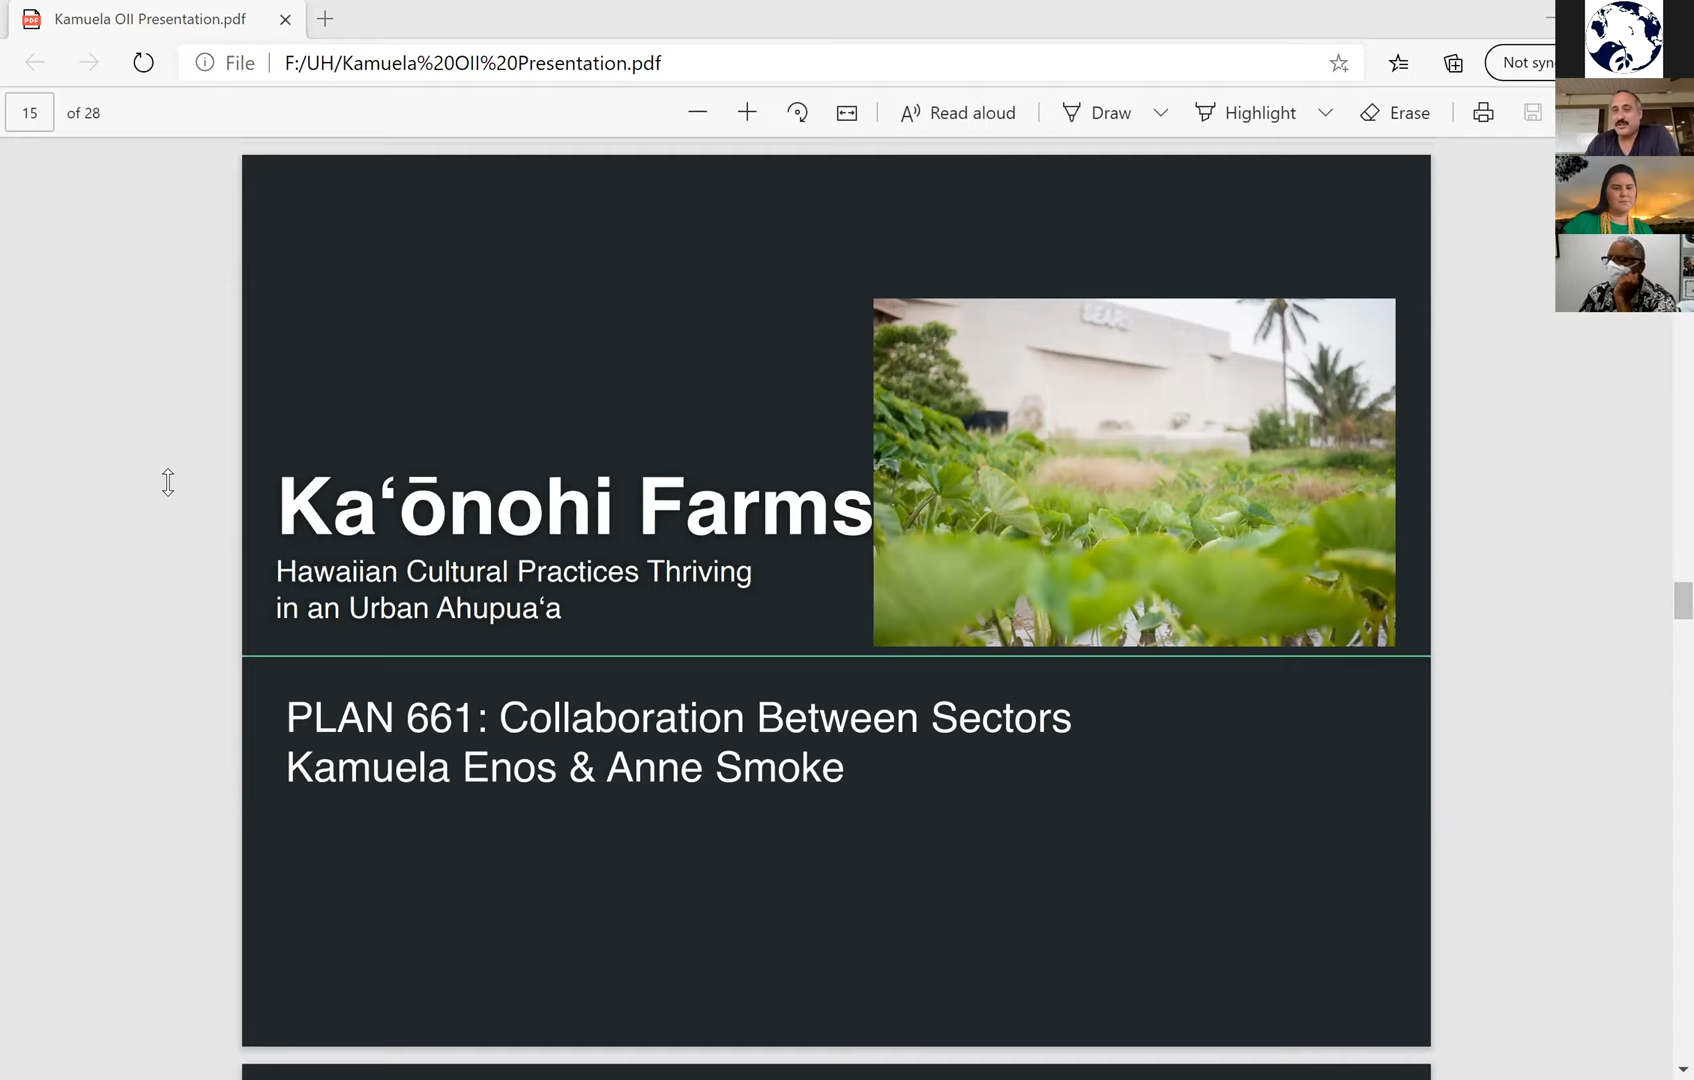 Kamuela OII Presentation.pdf
File
F:/UH/Kamuela%20OII%20Presentation.pdf
Not syn
15 of 28
Read aloud
Draw
Highlight
Erase
SEARS
Kaʻōnohi Farms
Hawaiian Cultural Practices Thriving
in an Urban Ahupuaʻa
PLAN 661: Collaboration Between Sectors
Kamuela Enos & Anne Smoke